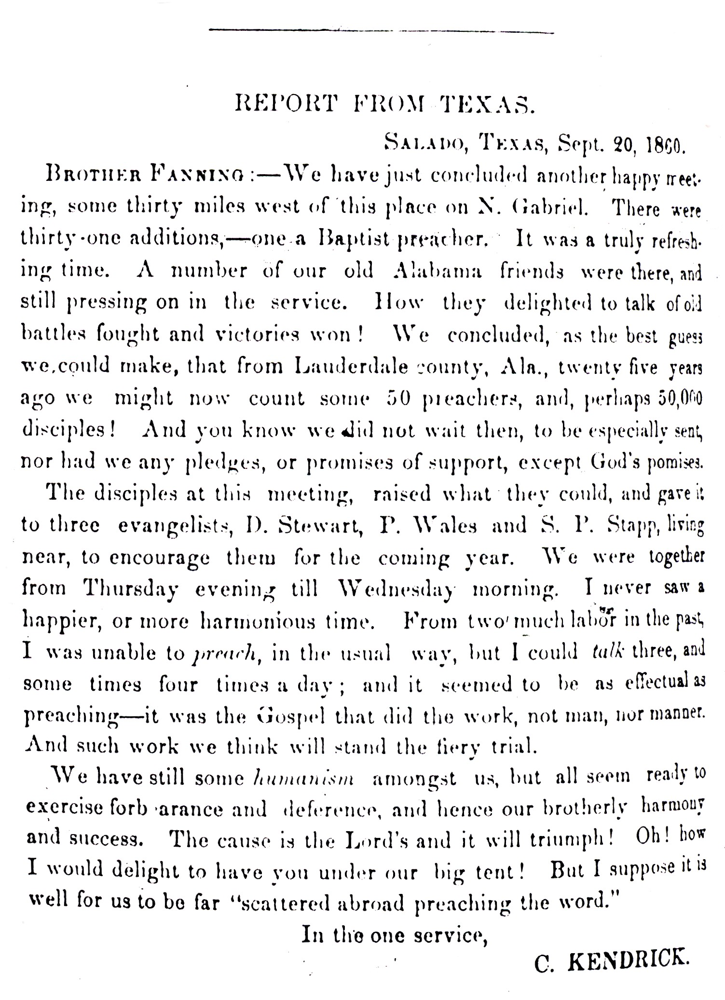 REPORT FROM TEXAS.
SALADO, TEXAS, Sept. 20, 1860.
BROTHER FANNING:—We have just concluded another happy meet-
ing, some thirty miles west of this place on N. Gabriel. There were
thirty-one additions,—one a Baptist preacher. It was a truly refresh-
ing time. A number of our old Alabama friends were there, and
still pressing on in the service. How they delighted to talk of old
battles fought and victories won! We concluded, as the best guess
we could make, that from Lauderdale county, Ala., twenty five years
ago we might now count some 50 preachers, and, perhaps 50,000
disciples! And you know we did not wait then, to be especially sent,
nor had we any pledges, or promises of support, except God's pomises.
The disciples at this meeting, raised what they could, and gave it
to three evangelists, D. Stewart, P. Wales and S. P. Stapp, living
near, to encourage them for the coming year. We were together
from Thursday evening till Wednesday morning. I never saw a
happier, or more harmonious time. From two much labor in the past,
I was unable to preach, in the usual way, but I could talk three, and
some times four times a day; and it seemed to be as effectual as
preaching—it was the Gospel that did the work, not man, nor manner.
And such work we think will stand the fiery trial.
We have still some humanism amongst us, but all seem ready to
exercise forbearance and deference, and hence our brotherly harmony
and success. The cause is the Lord's and it will triumph! Oh! how
I would delight to have you under our big tent! But I suppose it is
well for us to be far "scattered abroad preaching the word."
In the one service,
C. KENDRICK.